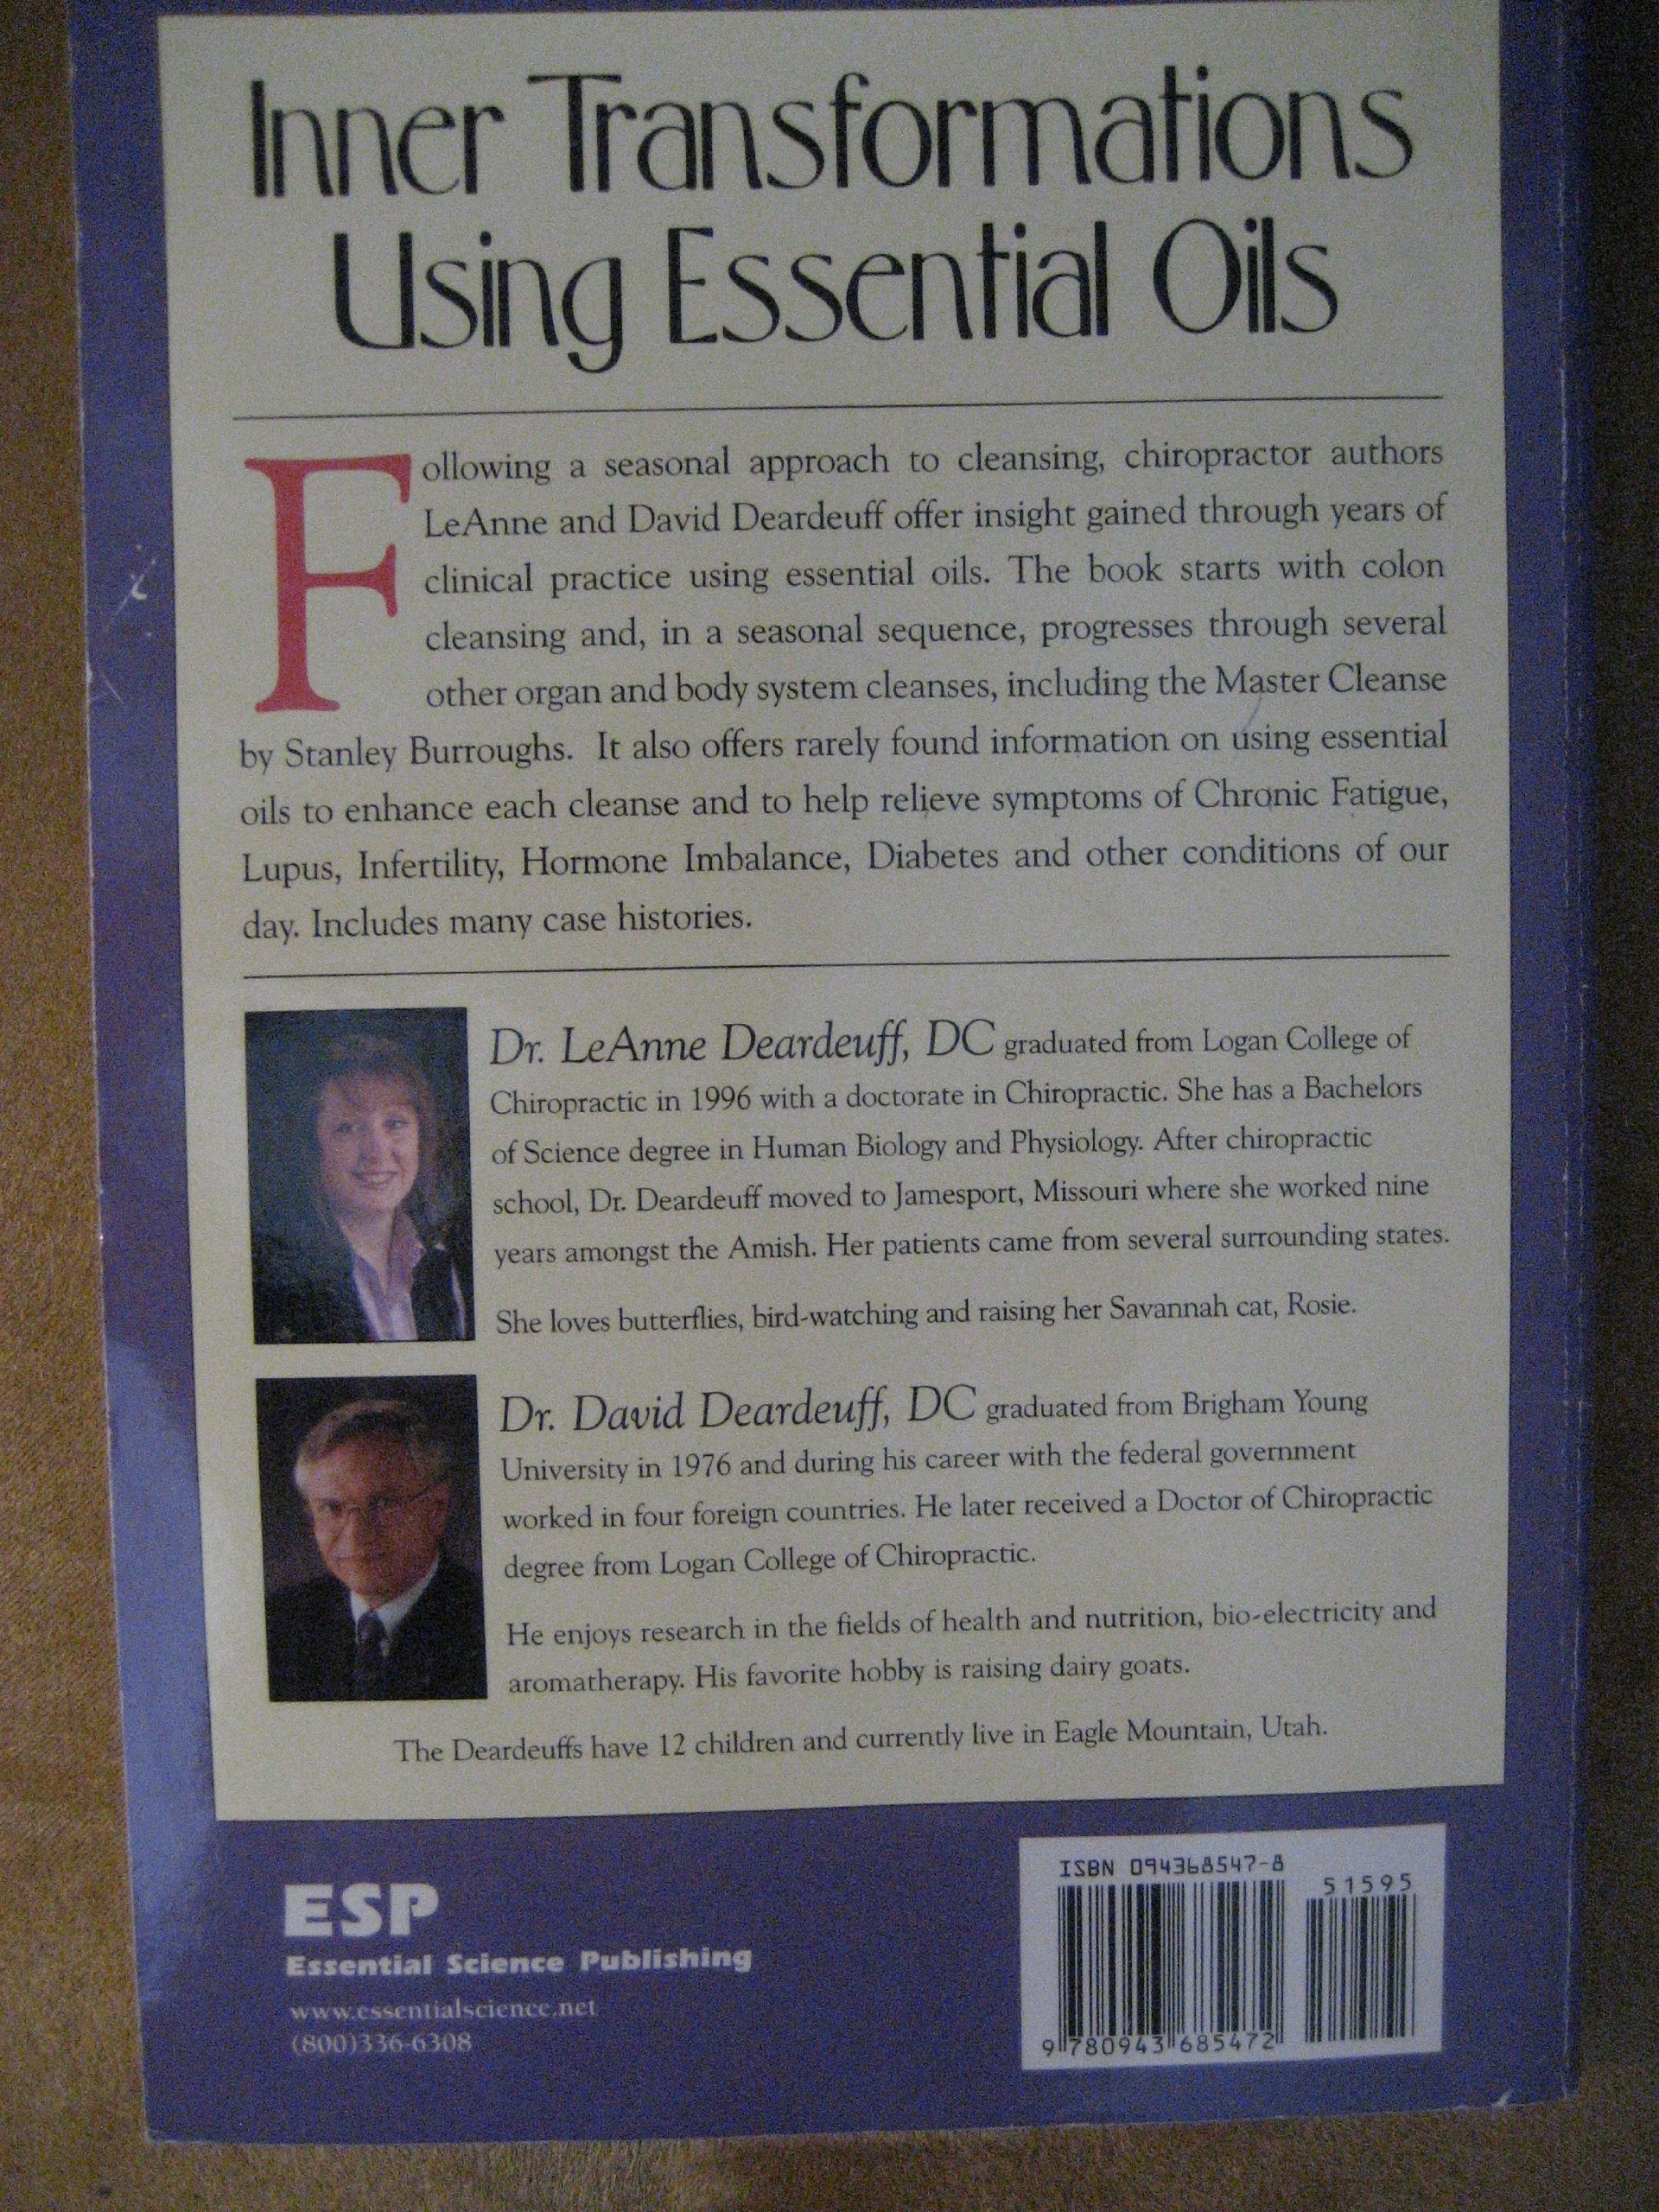 Inner Transformations
Using Essential Oils
Following a seasonal approach to cleansing, chiropractor authors
LeAnne and David Deardeuff offer insight gained through years of
clinical practice using essential oils. The book starts with colon
cleansing and, in a seasonal sequence, progresses through several
other organ and body system cleanses, including the Master Cleanse
by Stanley Burroughs. It also offers rarely found information on using essential
oils to enhance each cleanse and to help relieve symptoms of Chronic Fatigue,
Lupus, Infertility, Hormone Imbalance, Diabetes and other conditions of our
day. Includes many case histories.
Dr. LeAnne Deardeuff, DC graduated from Logan College of
Chiropractic in 1996 with a doctorate in Chiropractic. She has a Bachelors
of Science degree in Human Biology and Physiology. After chiropractic
school, Dr. Deardeuff moved to Jamesport, Missouri where she worked nine
years amongst the Amish. Her patients came from several surrounding states.
She loves butterflies, bird-watching and raising her Savannah cat, Rosie.
Dr. David Deardeuff, DC graduated from Brigham Young
University in 1976 and during his career with the federal government
worked in four foreign countries. He later received a Doctor of Chiropractic
degree from Logan College of Chiropractic.
He enjoys research in the fields of health and nutrition, bio-electricity and
aromatherapy. His favorite hobby is raising dairy goats.
The Deardeuffs have 12 children and currently live in Eagle Mountain, Utah.
ESP
Essential Science Publishing
www.essentialscience.net
(800)336-6308
ISBN 094368547-8
51595
9 780943 685472